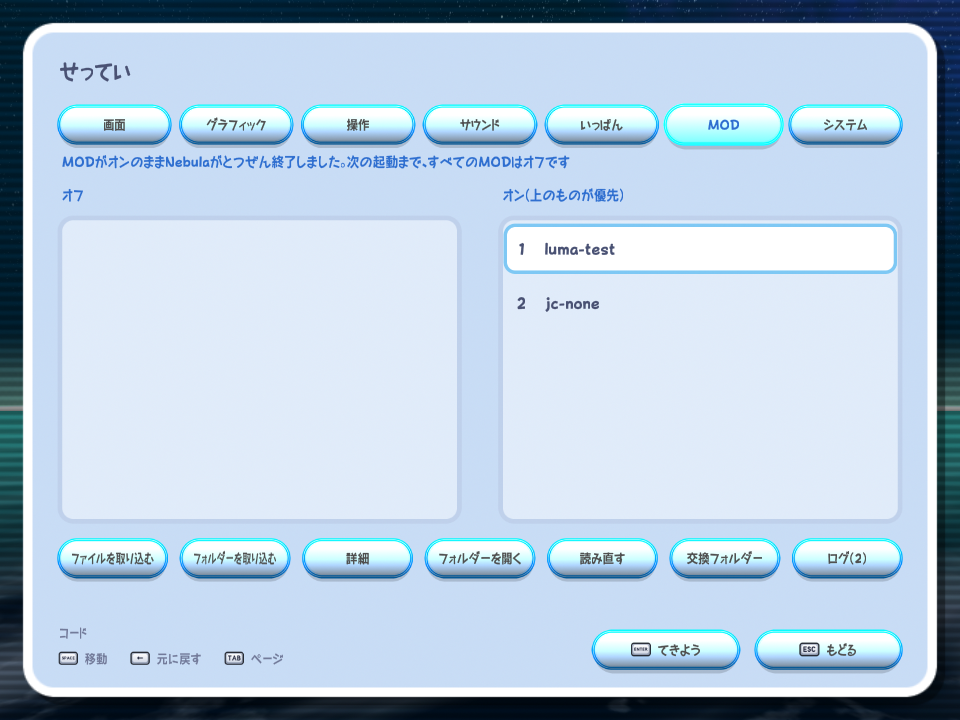 せってい
画面 グラフィック 操作 サウンド いっぱん MOD システム
MODがオンのままNebulaがとつぜん終了しました。次の起動まで、すべてのMODはオフです
オフ
オン(上のものが優先)
1 luma-test
2 jc-none
ファイルを取り込む フォルダーを取り込む 詳細 フォルダーを開く 読み直す 交換フォルダー ログ(2)
コード
SPACE 移動 ← 元に戻す TAB ページ
ENTER てきよう ESC もどる